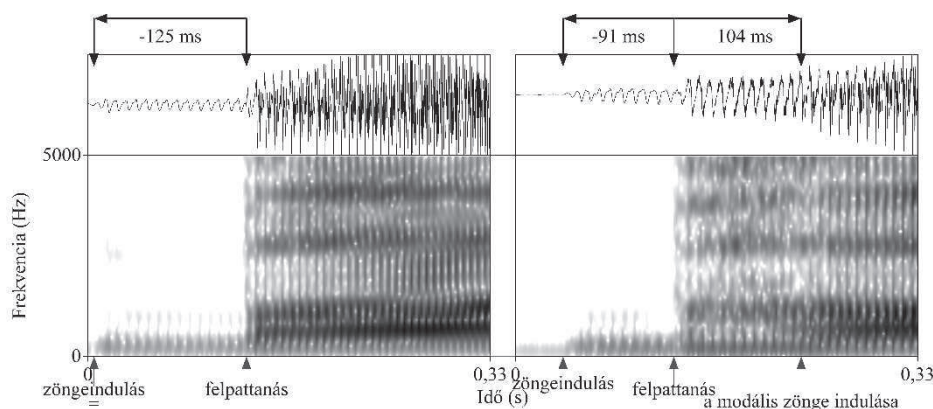 -125 ms
-91 ms 104 ms
5000
Frekvencia (Hz)
0
0 0,33 0, 0,33
zöngeindulás felpattanás Idő (s) zöngeindulás felpattanás a modális zönge indulása
=